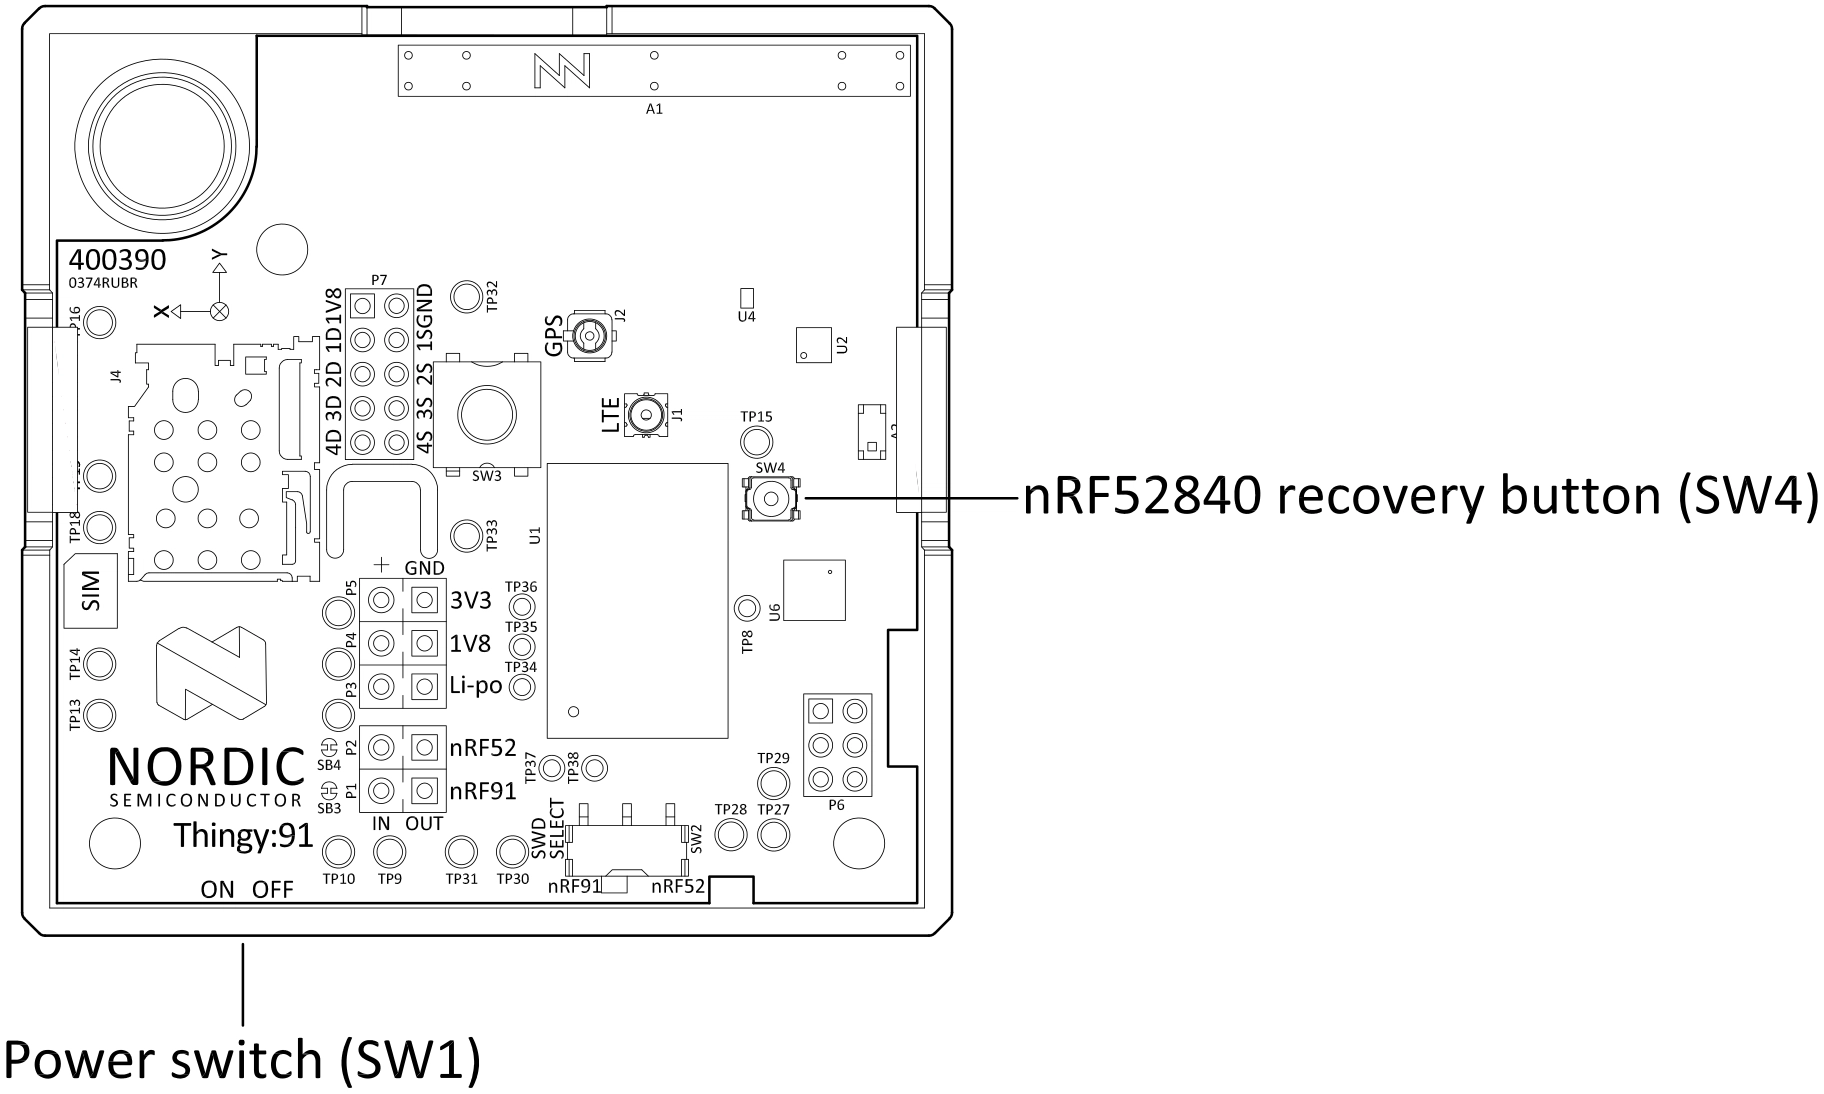 A1
400390
0374RUBR
Y
X
P7
1V8
GND
1D
1S
2D
2S
3D
3S
4D
4S
TP32
GPS
J2
U4
U2
J4
SW3
LTE
J1
TP15
SW4
nRF52840 recovery button (SW4)
TP18
TP33
U1
SIM
+
GND
P5
3V3
P4
1V8
P3
Li-po
TP36
TP35
TP34
TP8
U6
TP14
TP13
NORDIC
SEMICONDUCTOR
Thingy:91
SB4
P2
nRF52
SB3
P1
nRF91
IN OUT
TP37
TP38
TP29
TP28
TP27
P6
SWD
SELECT
SW2
TP10
TP9
TP31
TP30
nRF91
nRF52
ON OFF
Power switch (SW1)